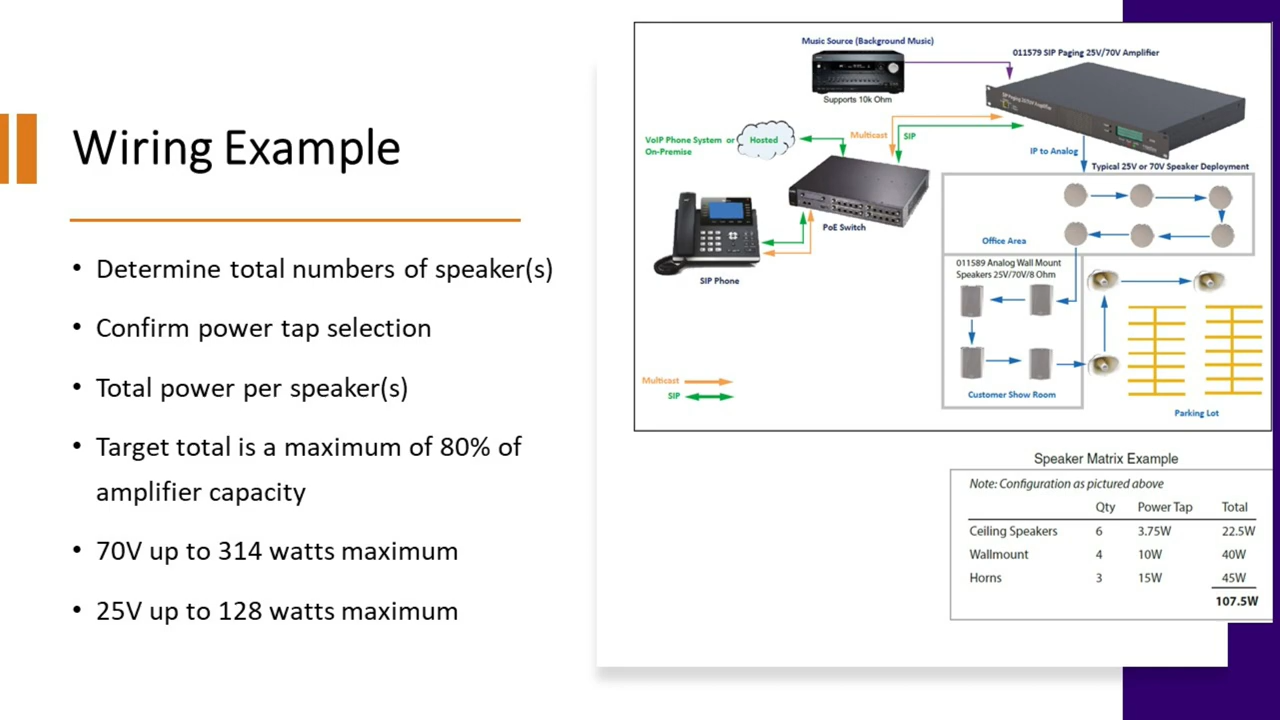 Wiring Example
• Determine total numbers of speaker(s)
• Confirm power tap selection
• Total power per speaker(s)
• Target total is a maximum of 80% of
amplifier capacity
• 70V up to 314 watts maximum
• 25V up to 128 watts maximum
Music Source (Background Music)
Supports 10k Ohm
011579 SIP Paging 25V/70V Amplifier
VoIP Phone System or
On-Premise
Hosted
Multicast
SIP
IP to Analog
Typical 25V or 70V Speaker Deployment
PoE Switch
SIP Phone
Office Area
011589 Analog Wall Mount
Speakers 25V/70V/8 Ohm
Customer Show Room
Parking Lot
Multicast
SIP
Speaker Matrix Example
Note: Configuration as pictured above
Qty Power Tap Total
Ceiling Speakers 6 3.75W 22.5W
Wallmount 4 10W 40W
Horns 3 15W 45W
107.5W